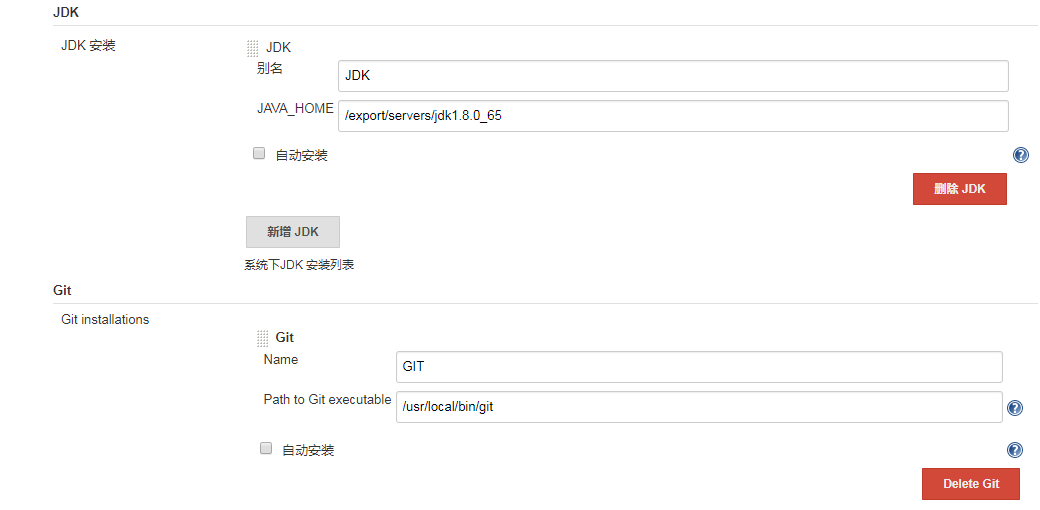 JDK
JDK 安装
JDK
别名
JDK
JAVA_HOME
/export/servers/jdk1.8.0_65
自动安装
删除 JDK
新增 JDK
系统下JDK 安装列表
Git
Git installations
Git
Name
GIT
Path to Git executable
/usr/local/bin/git
自动安装
Delete Git